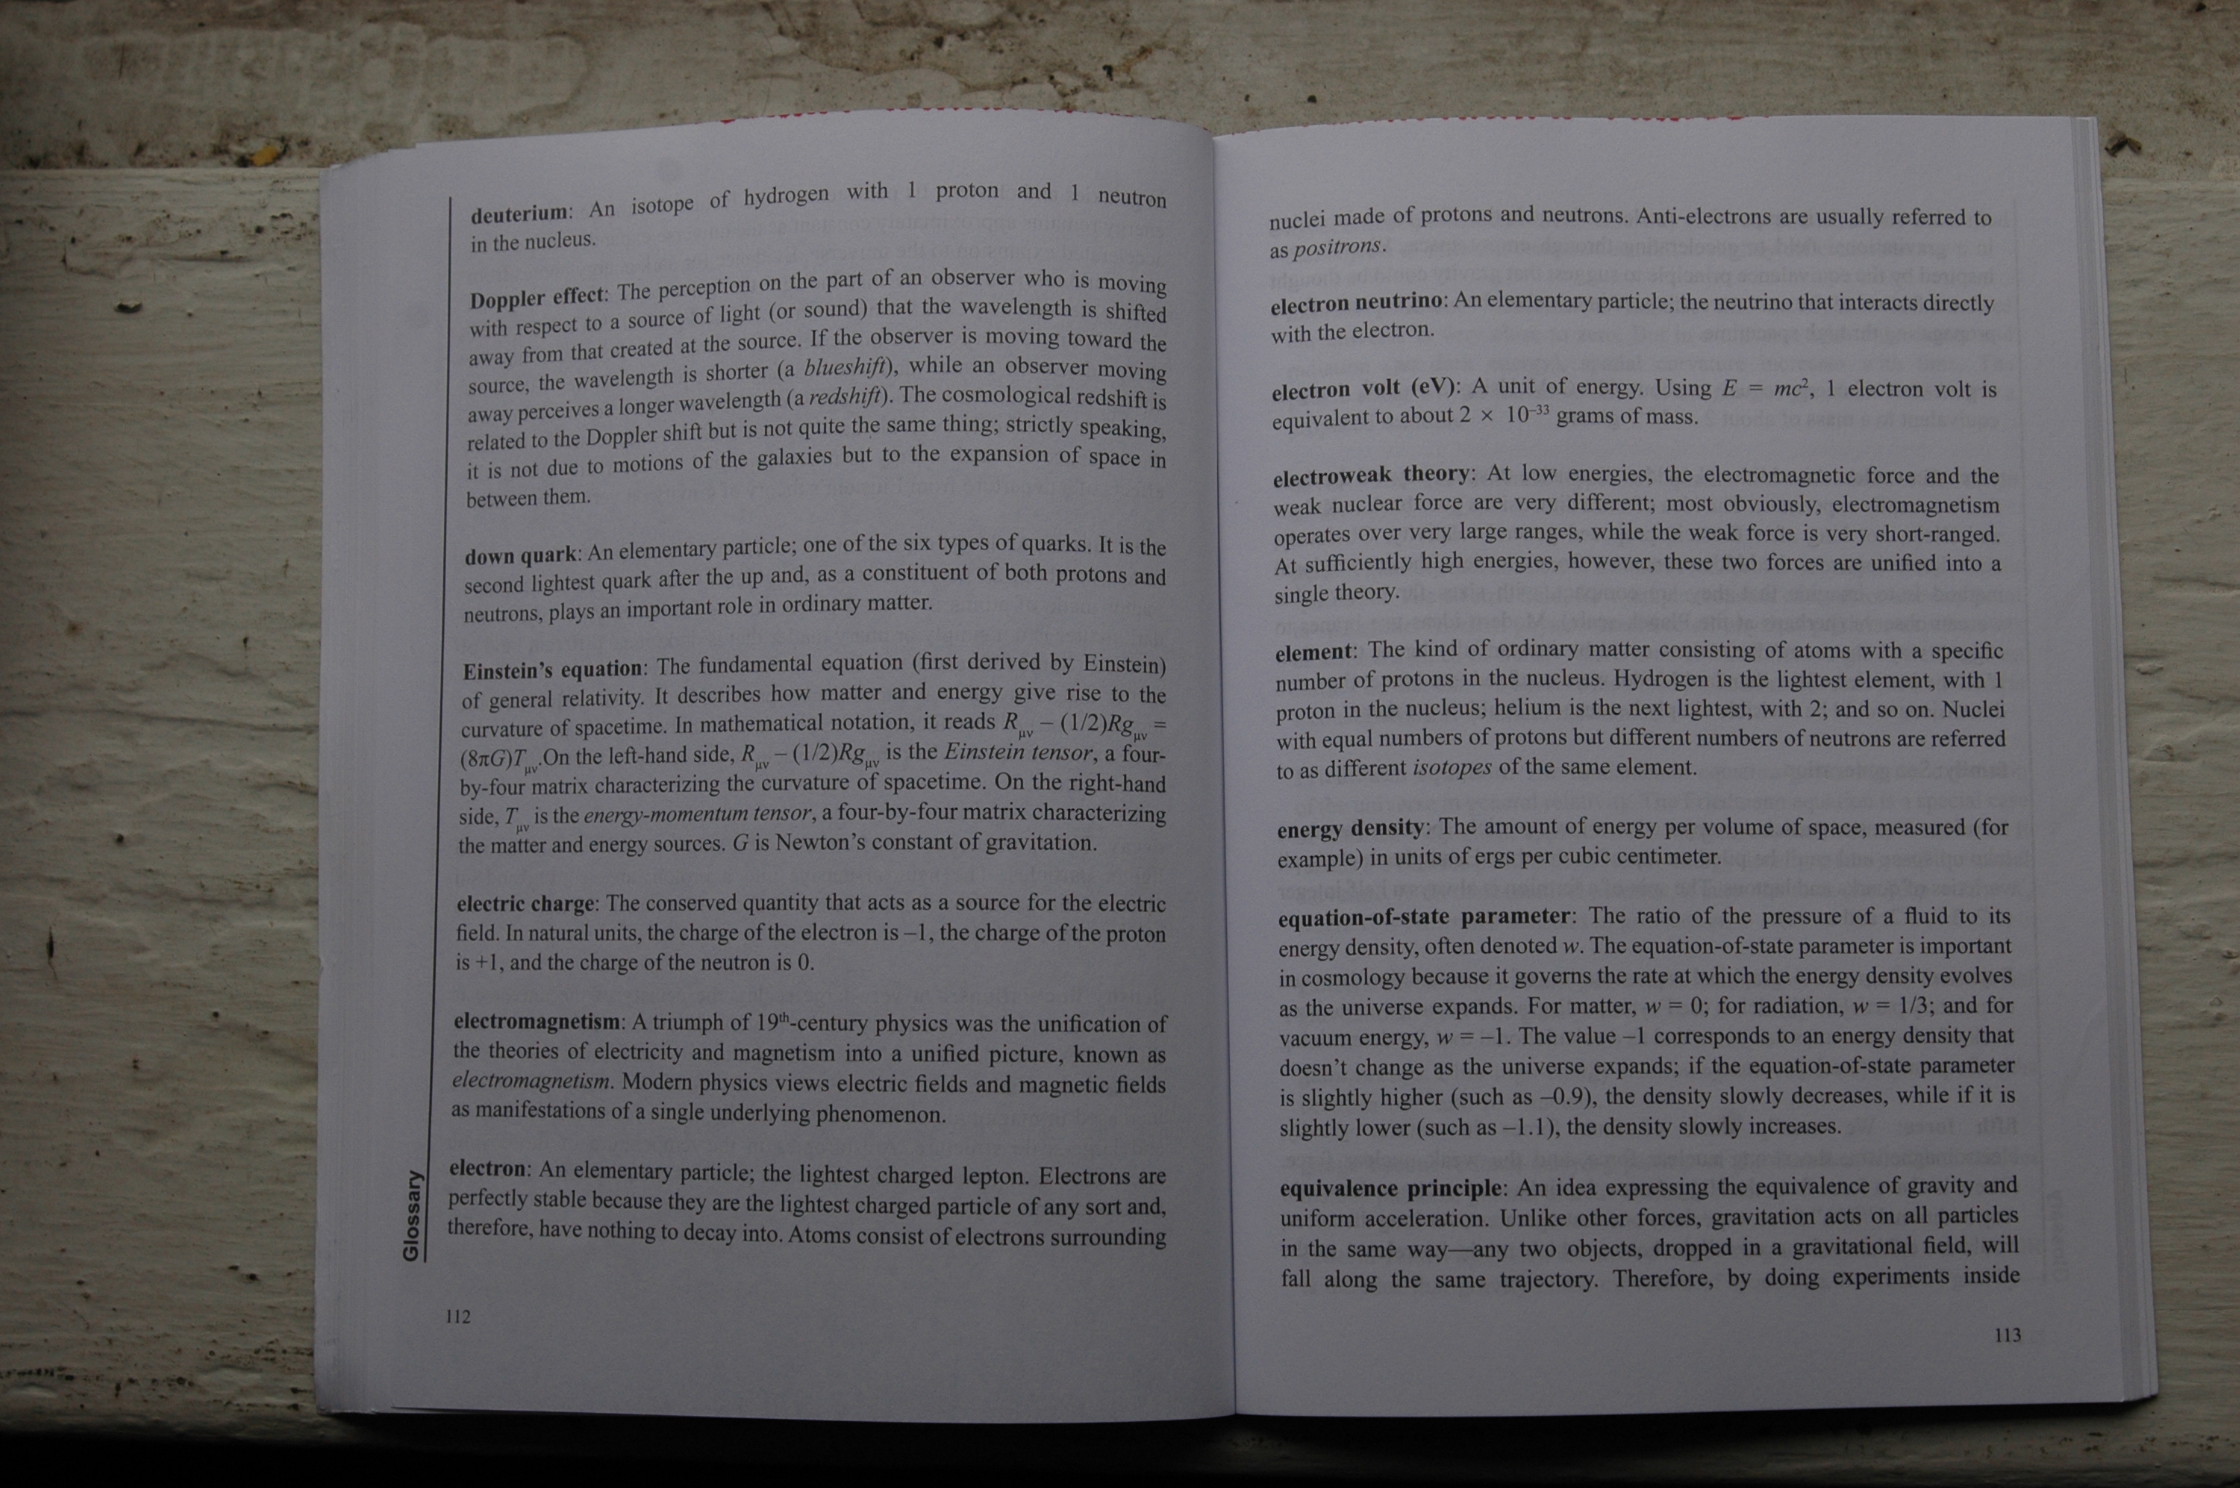 deuterium: An isotope of hydrogen with 1 proton and 1 neutron
in the nucleus.
Doppler effect: The perception on the part of an observer who is moving
with respect to a source of light (or sound) that the wavelength is shifted
away from that created at the source. If the observer is moving toward the
source, the wavelength is shorter (a blueshift), while an observer moving
away perceives a longer wavelength (a redshift). The cosmological redshift is
related to the Doppler shift but is not quite the same thing; strictly speaking,
it is not due to motions of the galaxies but to the expansion of space in
between them.
down quark: An elementary particle; one of the six types of quarks. It is the
second lightest quark after the up and, as a constituent of both protons and
neutrons, plays an important role in ordinary matter.
Einstein's equation: The fundamental equation (first derived by Einstein)
of general relativity. It describes how matter and energy give rise to the
curvature of spacetime. In mathematical notation, it reads Rμν – (1/2)Rgμν =
(8πG)Tμν.On the left-hand side, Rμν – (1/2)Rgμν is the Einstein tensor, a four-
by-four matrix characterizing the curvature of spacetime. On the right-hand
side, Tμν is the energy-momentum tensor, a four-by-four matrix characterizing
the matter and energy sources. G is Newton's constant of gravitation.
electric charge: The conserved quantity that acts as a source for the electric
field. In natural units, the charge of the electron is –1, the charge of the proton
is +1, and the charge of the neutron is 0.
electromagnetism: A triumph of 19th-century physics was the unification of
the theories of electricity and magnetism into a unified picture, known as
electromagnetism. Modern physics views electric fields and magnetic fields
as manifestations of a single underlying phenomenon.
electron: An elementary particle; the lightest charged lepton. Electrons are
perfectly stable because they are the lightest charged particle of any sort and,
therefore, have nothing to decay into. Atoms consist of electrons surrounding
Glossary
112
nuclei made of protons and neutrons. Anti-electrons are usually referred to
as positrons.
electron neutrino: An elementary particle; the neutrino that interacts directly
with the electron.
electron volt (eV): A unit of energy. Using E = mc², 1 electron volt is
equivalent to about 2 × 10⁻³³ grams of mass.
electroweak theory: At low energies, the electromagnetic force and the
weak nuclear force are very different; most obviously, electromagnetism
operates over very large ranges, while the weak force is very short-ranged.
At sufficiently high energies, however, these two forces are unified into a
single theory.
element: The kind of ordinary matter consisting of atoms with a specific
number of protons in the nucleus. Hydrogen is the lightest element, with 1
proton in the nucleus; helium is the next lightest, with 2; and so on. Nuclei
with equal numbers of protons but different numbers of neutrons are referred
to as different isotopes of the same element.
energy density: The amount of energy per volume of space, measured (for
example) in units of ergs per cubic centimeter.
equation-of-state parameter: The ratio of the pressure of a fluid to its
energy density, often denoted w. The equation-of-state parameter is important
in cosmology because it governs the rate at which the energy density evolves
as the universe expands. For matter, w = 0; for radiation, w = 1/3; and for
vacuum energy, w = –1. The value –1 corresponds to an energy density that
doesn't change as the universe expands; if the equation-of-state parameter
is slightly higher (such as –0.9), the density slowly decreases, while if it is
slightly lower (such as –1.1), the density slowly increases.
equivalence principle: An idea expressing the equivalence of gravity and
uniform acceleration. Unlike other forces, gravitation acts on all particles
in the same way—any two objects, dropped in a gravitational field, will
fall along the same trajectory. Therefore, by doing experiments inside
113